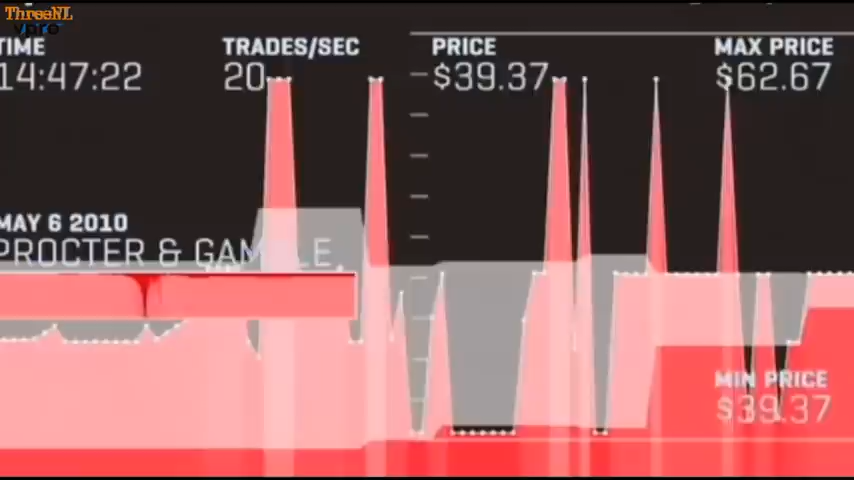 ThreeNL
vpro
TIME
14:47:22
TRADES/SEC
20
PRICE
$39.37
MAX PRICE
$62.67
MAY 6 2010
PROCTER & GAMBLE
MIN PRICE
$39.37